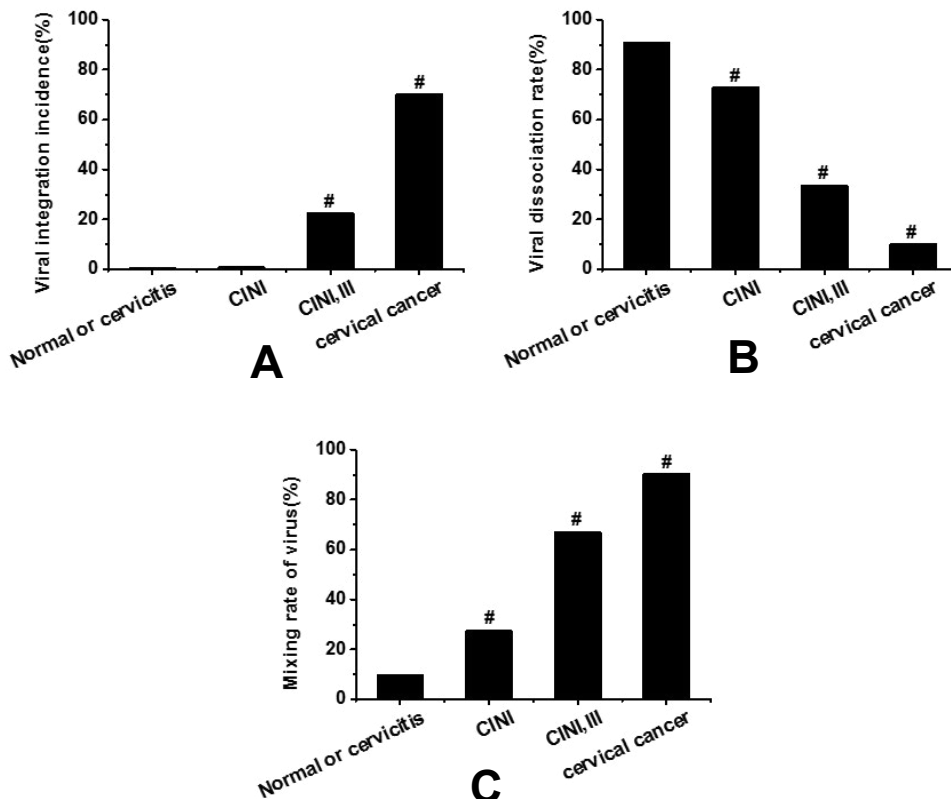 Viral integration incidence(%)
100
80
60
40
20
0
#
#
Normal or cervicitis
CINI
CINI,III
cervical cancer
A
Viral dissociation rate(%)
100
80
60
40
20
0
#
#
#
Normal or cervicitis
CINI
CINI,III
cervical cancer
B
Mixing rate of virus(%)
100
80
60
40
20
0
#
#
#
Normal or cervicitis
CINI
CINI,III
cervical cancer
C